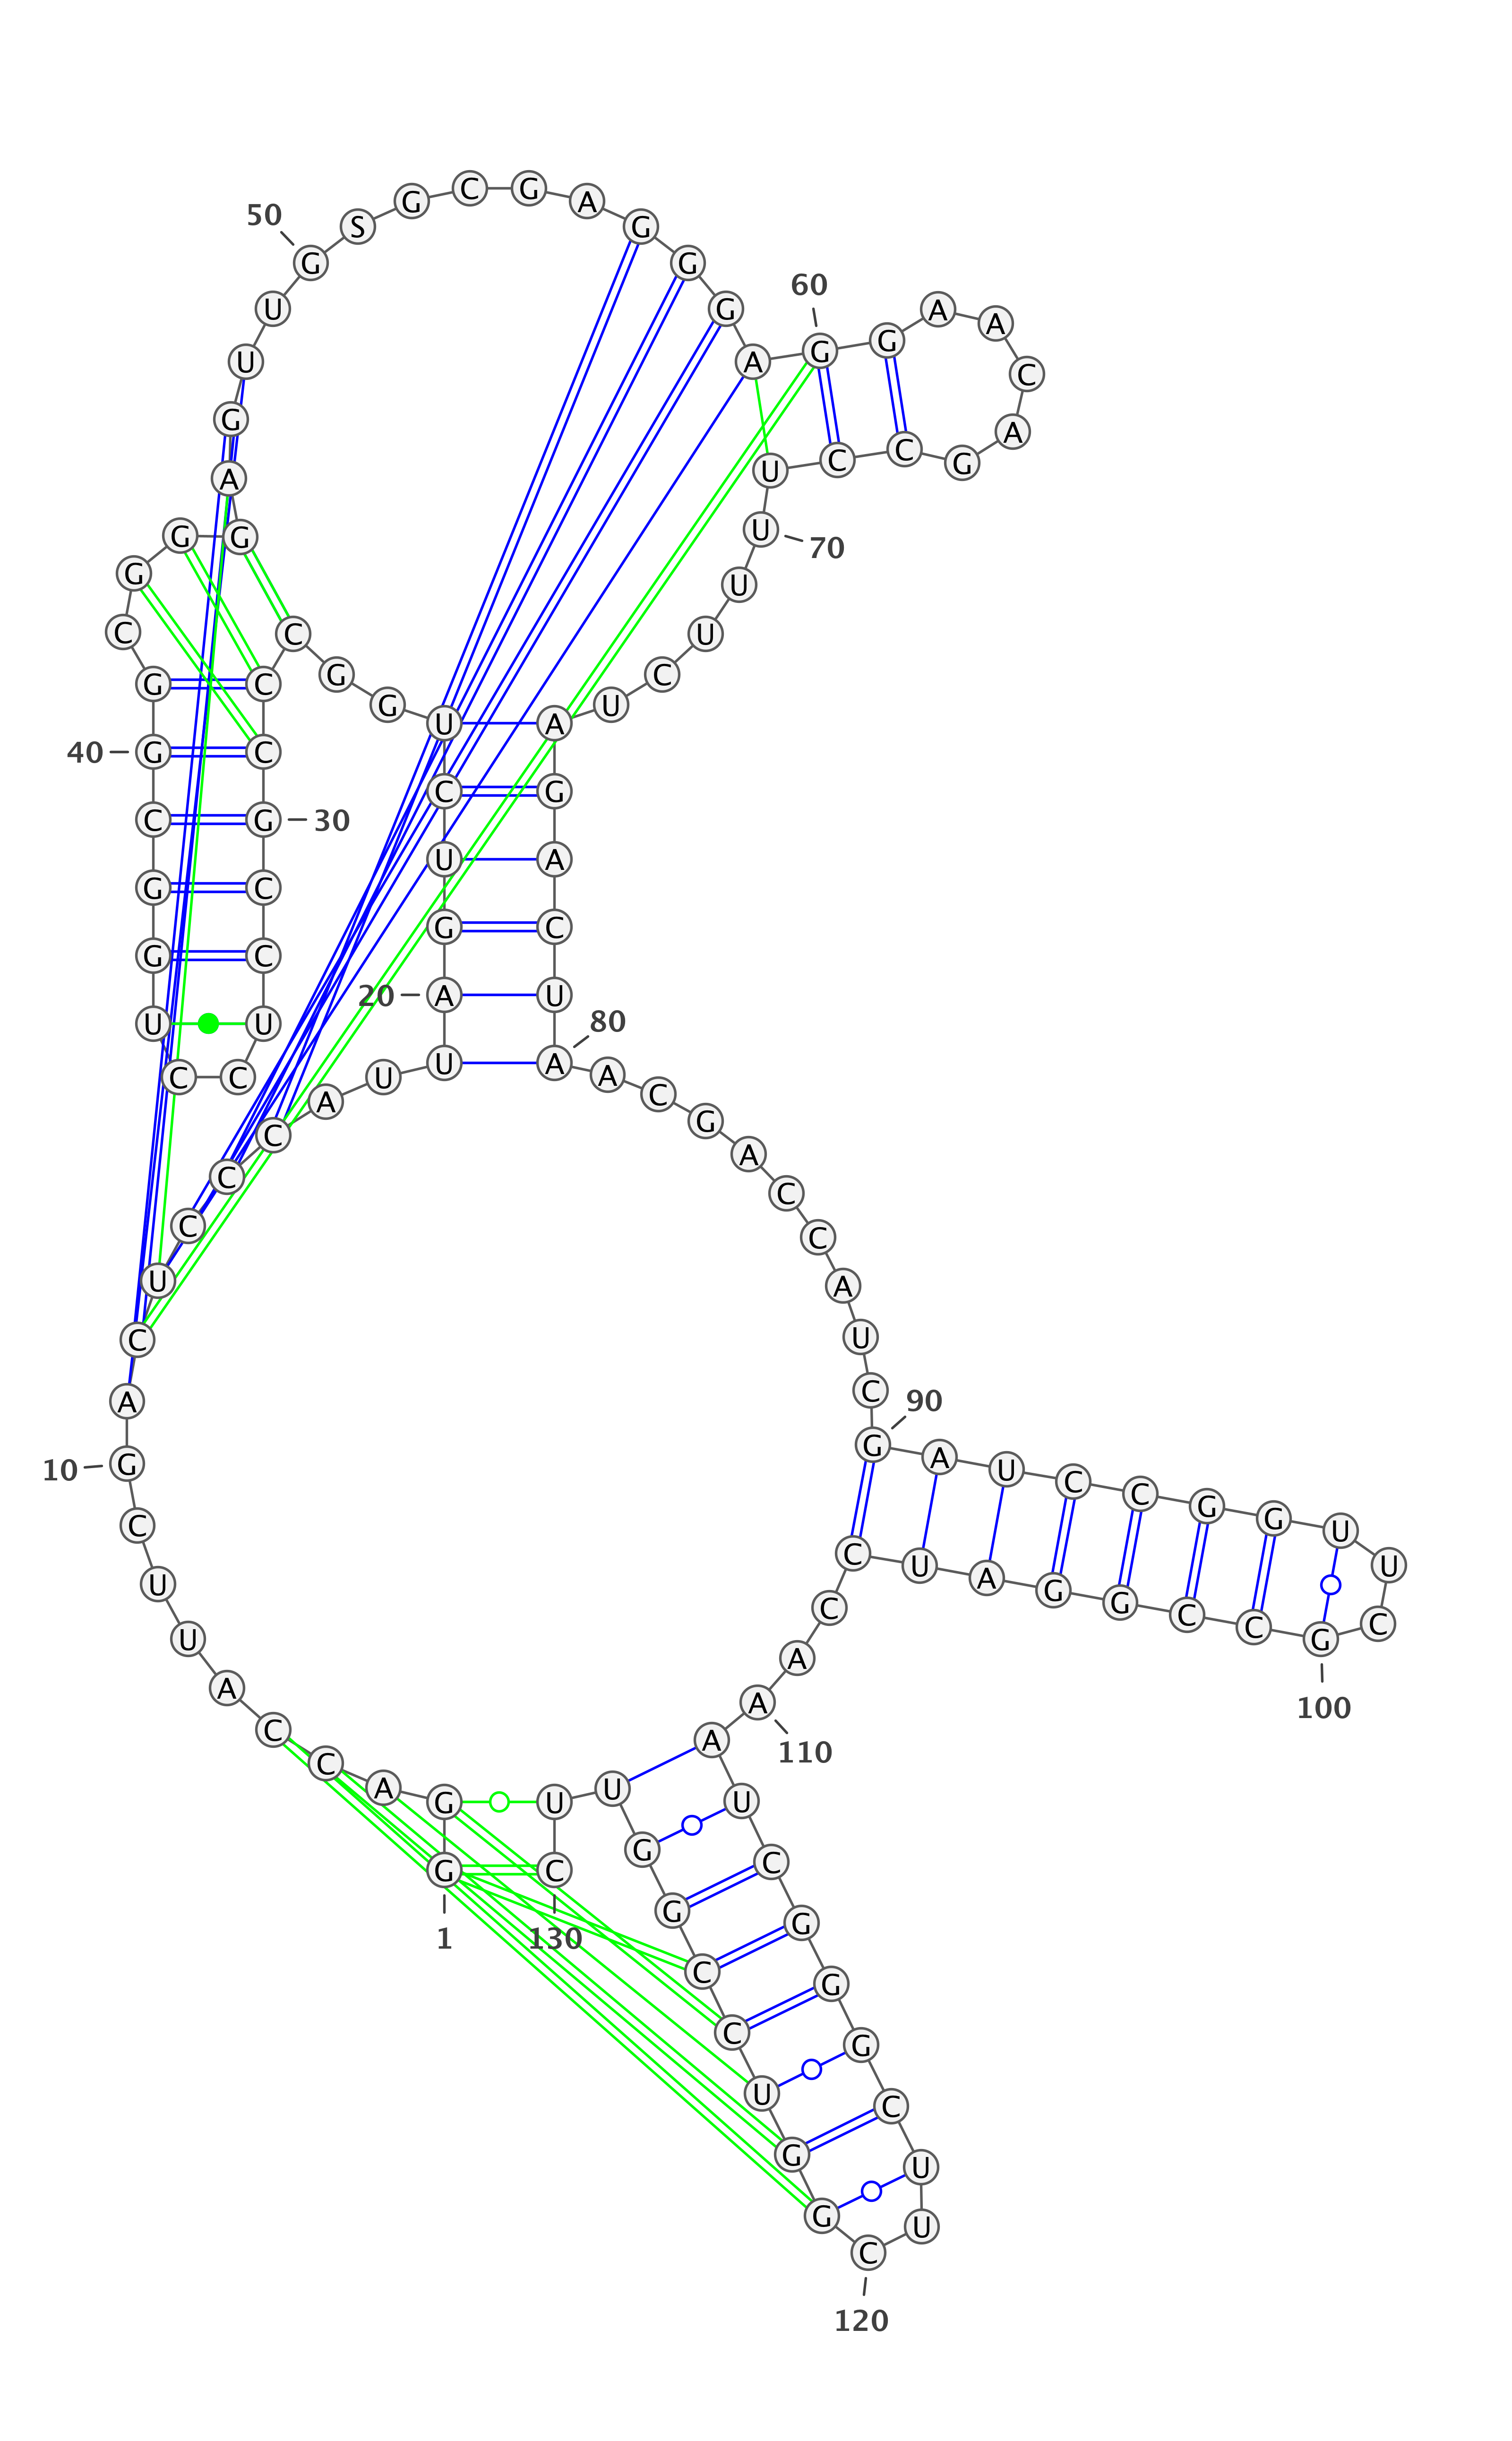 1
G G A C C A U U C G
10
A C U C C C A U U A
20
G U C U G G C C C G
30
C C U C C U G G C G
40
G C G G G A G U U G
50
S G C G A G G G A G
60
G A A C A G C C U U
70
U U C U A G A C U A
80
A C G A C C A U C G
90
A U C C G G U U C G
100
C C G G A U C C A A
110
A U C G G G C U U C
120
G G U C C G G U U C
130